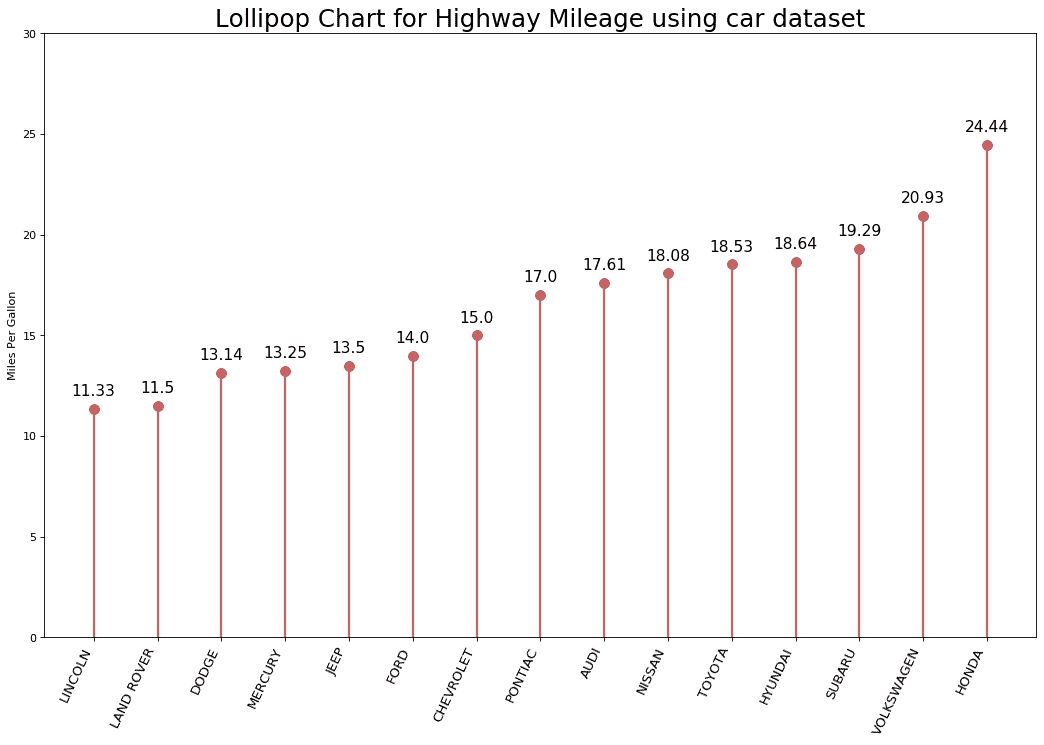 Lollipop Chart for Highway Mileage using car dataset
Miles Per Gallon
30
25
20
15
10
5
0
11.33
11.5
13.14
13.25
13.5
14.0
15.0
17.0
17.61
18.08
18.53
18.64
19.29
20.93
24.44
LINCOLN
LAND ROVER
DODGE
MERCURY
JEEP
FORD
CHEVROLET
PONTIAC
AUDI
NISSAN
TOYOTA
HYUNDAI
SUBARU
VOLKSWAGEN
HONDA